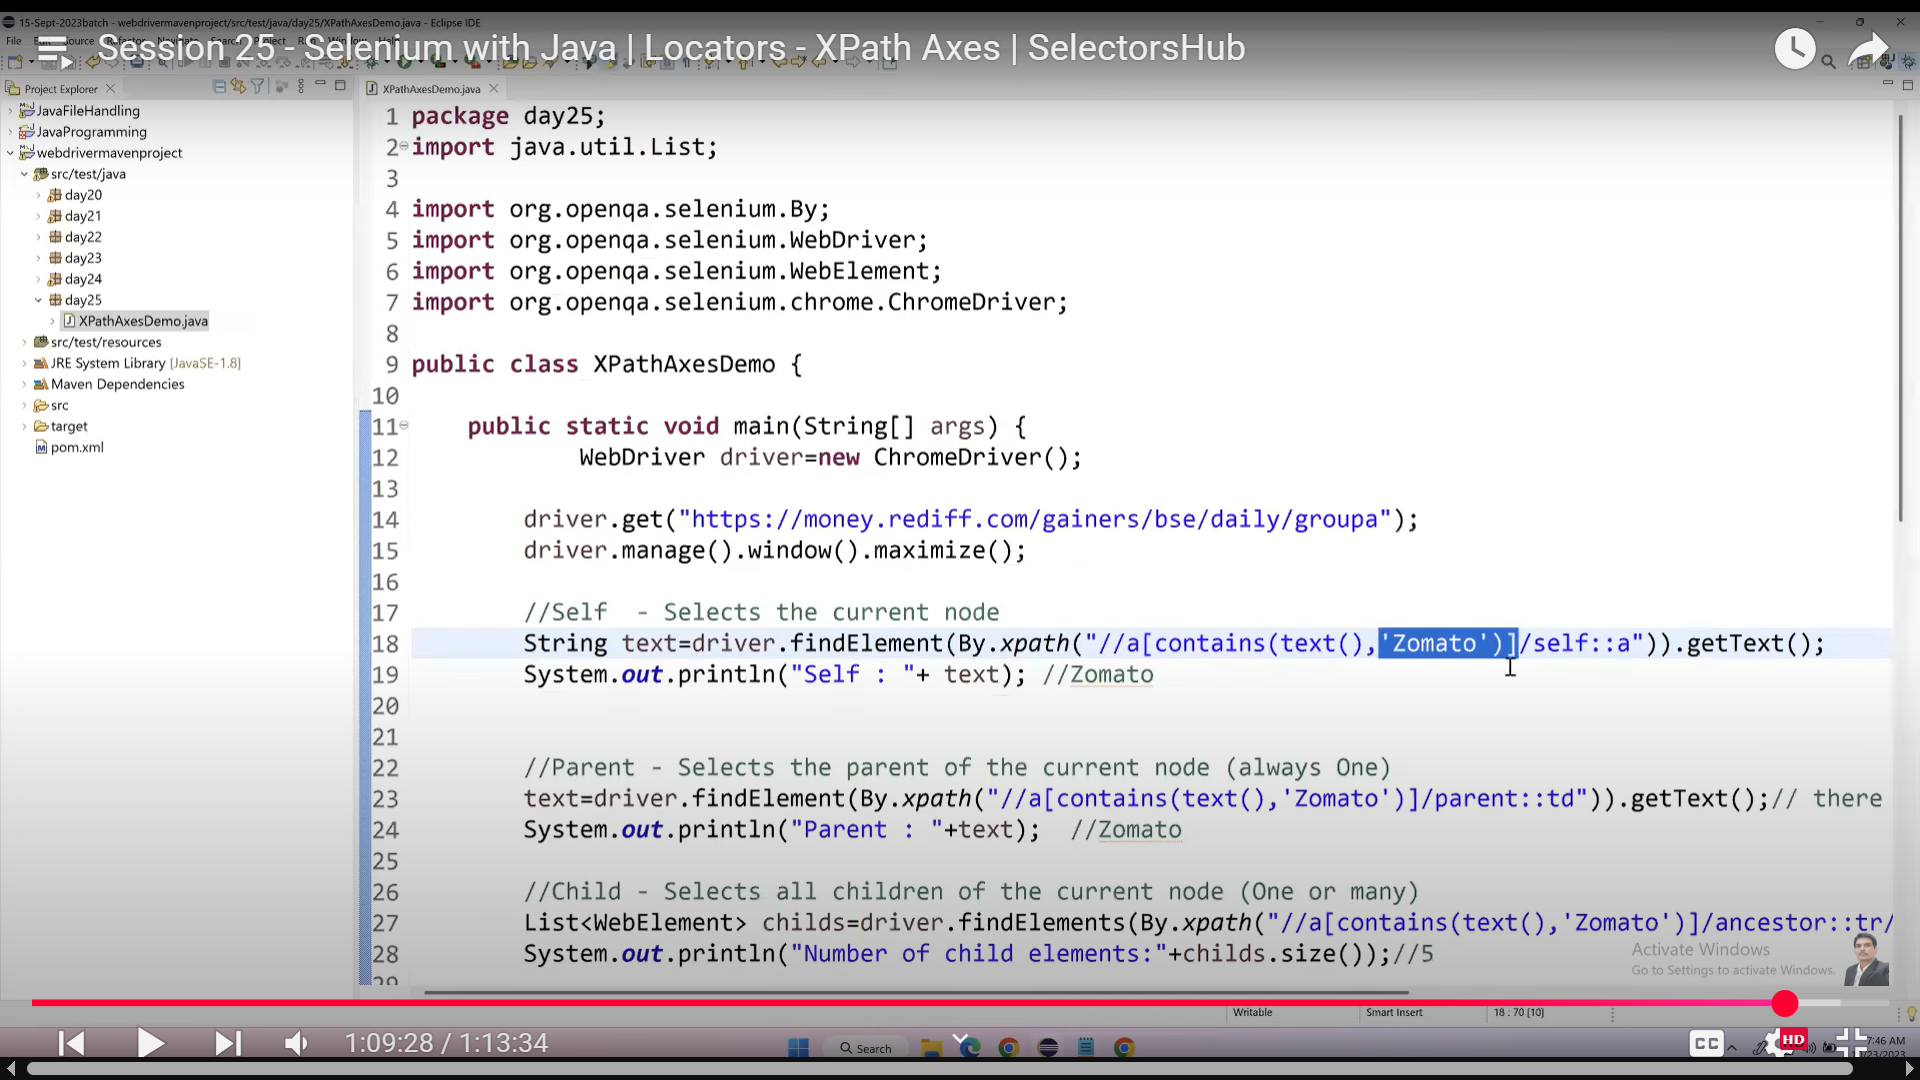 15-Sept-2023batch - webdrivermavenproject/src/test/java/day25/XPathAxesDemo.java - Eclipse IDE
Session 25 - Selenium with Java | Locators - XPath Axes | SelectorsHub
File
Project Explorer
JavaFileHandling
JavaProgramming
webdrivermavenproject
src/test/java
day20
day21
day22
day23
day24
day25
XPathAxesDemo.java
src/test/resources
JRE System Library [JavaSE-1.8]
Maven Dependencies
src
target
pom.xml
XPathAxesDemo.java
1 package day25;
2 import java.util.List;
3
4 import org.openqa.selenium.By;
5 import org.openqa.selenium.WebDriver;
6 import org.openqa.selenium.WebElement;
7 import org.openqa.selenium.chrome.ChromeDriver;
8
9 public class XPathAxesDemo {
10
11 public static void main(String[] args) {
12 WebDriver driver=new ChromeDriver();
13
14 driver.get("https://money.rediff.com/gainers/bse/daily/groupa");
15 driver.manage().window().maximize();
16
17 //Self - Selects the current node
18 String text=driver.findElement(By.xpath("//a[contains(text(),'Zomato')]/self::a")).getText();
19 System.out.println("Self : "+ text); //Zomato
20
21
22 //Parent - Selects the parent of the current node (always One)
23 text=driver.findElement(By.xpath("//a[contains(text(),'Zomato')]/parent::td")).getText();// there
24 System.out.println("Parent : "+text); //Zomato
25
26 //Child - Selects all children of the current node (One or many)
27 List<WebElement> childs=driver.findElements(By.xpath("//a[contains(text(),'Zomato')]/ancestor::tr/
28 System.out.println("Number of child elements:"+childs.size());//5
Activate Windows
Go to Settings to activate Windows.
Writable
Smart Insert
18 : 70 [10]
1:09:28 / 1:13:34
Search
CC
HD
7:46 AM